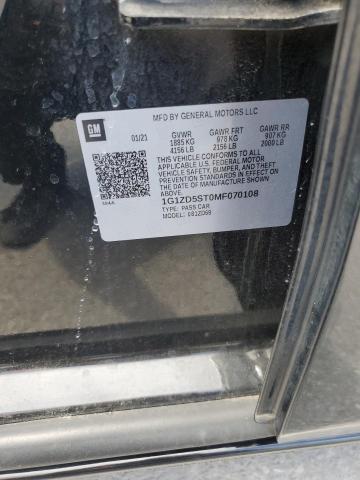 MFD BY GENERAL MOTORS LLC
GM
01/21 GVWR GAWR FRT GAWR RR
1885 KG 978 KG 907 KG
4156 LB 2156 LB 2000 LB
THIS VEHICLE CONFORMS TO ALL
APPLICABLE U.S. FEDERAL MOTOR
VEHICLE SAFETY, BUMPER, AND THEFT
PREVENTION STANDARDS IN EFFECT
ON THE DATE OF MANUFACTURE SHOWN
ABOVE.
1G1ZD5ST0MF070108
TYPE: PASS CAR
MODEL: 0812D69